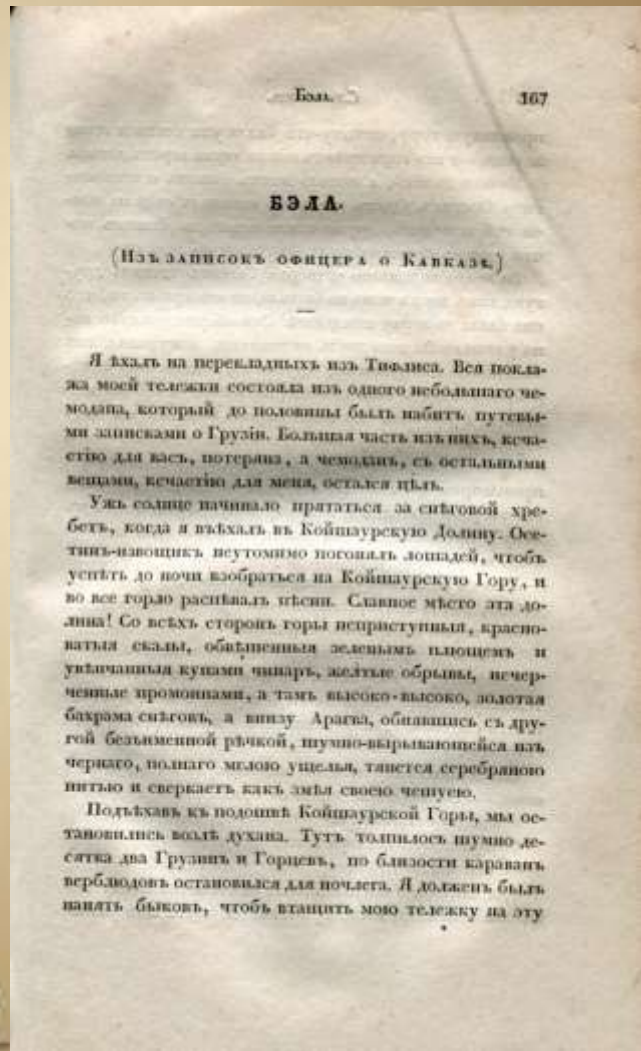 Бэла.
167
БЭЛА.
(Изъ записокъ офицера о Кавказѣ.)
Я ѣхалъ на перекладныхъ изъ Тифлиса. Вся покла-
жа моей тележки состояла изъ одного небольшаго че-
модана, который до половины былъ набитъ путевы-
ми записками о Грузіи. Большая часть изъ нихъ, ксча-
стію для васъ, потеряна, а чемоданъ, съ остальными
вещами, ксчастію для меня, остался цѣлъ.
Ужь солнце начинало прятаться за снѣговой хре-
бетъ, когда я въѣхалъ въ Койшаурскую Долину. Осе-
тинъ-извощикъ неутомимо погонялъ лошадей, чтобъ
успѣть до ночи взобраться на Койшаурскую Гору, и
во все горло распѣвалъ пѣсни. Славное мѣсто эта до-
лина! Со всѣхъ сторонъ горы неприступныя, красно-
ватыя скалы, обвѣшенныя зеленымъ плющемъ и
увѣнчанныя купами чинаръ, желтые обрывы, исчер-
ченные промоинами, а тамъ высоко-высоко, золотая
бахрама снѣговъ, а внизу Арагва, обнявшись съ дру-
гой безъименной рѣчкой, шумно-вырывающейся изъ
чернаго, полнаго мглою ущелья, тянется серебряною
нитью и сверкаетъ какъ змѣя своею чешуею.
Подъѣхавъ къ подошвѣ Койшаурской Горы, мы ос-
тановились возлѣ духана. Тутъ толпилось шумно де-
сятка два Грузинъ и Горцевъ, по близости караванъ
верблюдовъ остановился для ночлега. Я долженъ былъ
нанять быковъ, чтобъ втащить мою тележку на эту